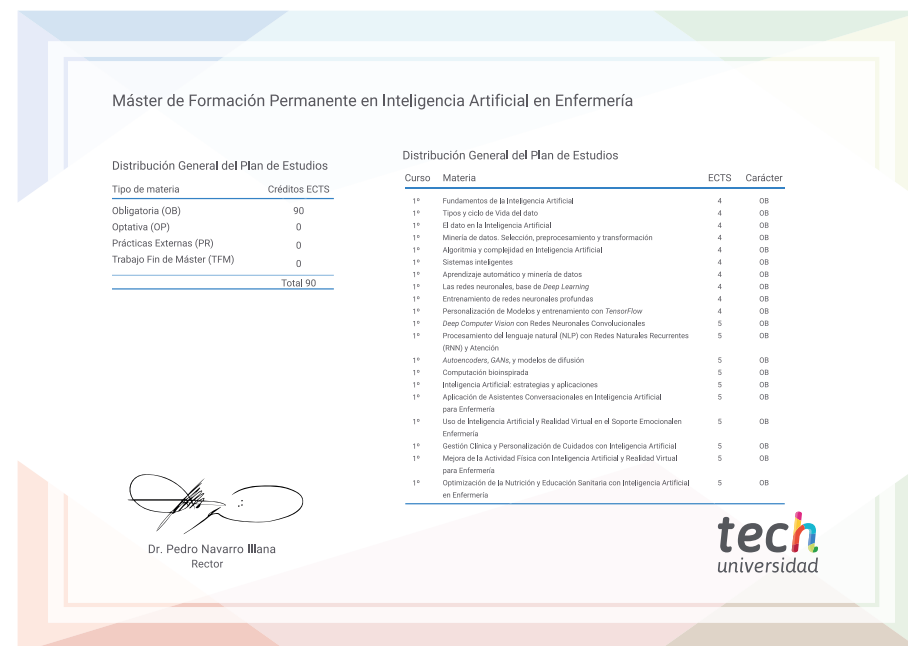 Máster de Formación Permanente en Inteligencia Artificial en Enfermería
Distribución General del Plan de Estudios
Tipo de materia Créditos ECTS
Obligatoria (OB) 90
Optativa (OP) 0
Prácticas Externas (PR) 0
Trabajo Fin de Máster (TFM) 0
Total 90
Distribución General del Plan de Estudios
Curso Materia ECTS Carácter
1º Fundamentos de la Inteligencia Artificial 4 OB
1º Tipos y ciclo de Vida del dato 4 OB
1º El dato en la Inteligencia Artificial 4 OB
1º Minería de datos. Selección, preprocesamiento y transformación 4 OB
1º Algoritmia y complejidad en Inteligencia Artificial 4 OB
1º Sistemas inteligentes 4 OB
1º Aprendizaje automático y minería de datos 4 OB
1º Las redes neuronales, base de Deep Learning 4 OB
1º Entrenamiento de redes neuronales profundas 4 OB
1º Personalización de Modelos y entrenamiento con TensorFlow 4 OB
1º Deep Computer Vision con Redes Neuronales Convolucionales 5 OB
1º Procesamiento del lenguaje natural (NLP) con Redes Naturales Recurrentes 5 OB
(RNN) y Atención
1º Autoencoders, GANs, y modelos de difusión 5 OB
1º Computación bioinspirada 5 OB
1º Inteligencia Artificial: estrategias y aplicaciones 5 OB
1º Aplicación de Asistentes Conversacionales en Inteligencia Artificial 5 OB
para Enfermería
1º Uso de Inteligencia Artificial y Realidad Virtual en el Soporte Emocionalen 5 OB
Enfermería
1º Gestión Clínica y Personalización de Cuidados con Inteligencia Artificial 5 OB
1º Mejora de la Actividad Física con Inteligencia Artificial y Realidad Virtual 5 OB
para Enfermería
1º Optimización de la Nutrición y Educación Sanitaria con Inteligencia Artificial 5 OB
en Enfermería
Dr. Pedro Navarro Illana
Rector
tech
universidad